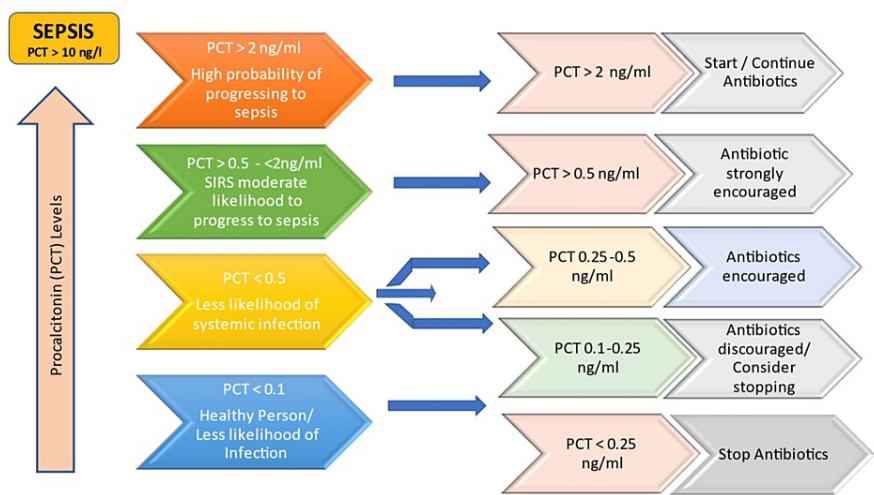 SEPSIS
PCT > 10 ng/l
Procalcitonin (PCT) Levels
PCT > 2 ng/ml
High probability of
progressing to
sepsis
PCT > 2 ng/ml
Start / Continue
Antibiotics
PCT > 0.5 - <2ng/ml
SIRS moderate
likelihood to
progress to sepsis
PCT > 0.5 ng/ml
Antibiotic
strongly
encouraged
PCT < 0.5
Less likelihood of
systemic infection
PCT 0.25 -0.5
ng/ml
Antibiotics
encouraged
PCT 0.1-0.25
ng/ml
Antibiotics
discouraged/
Consider
stopping
PCT < 0.1
Healthy Person/
Less likelihood of
Infection
PCT < 0.25
ng/ml
Stop Antibiotics